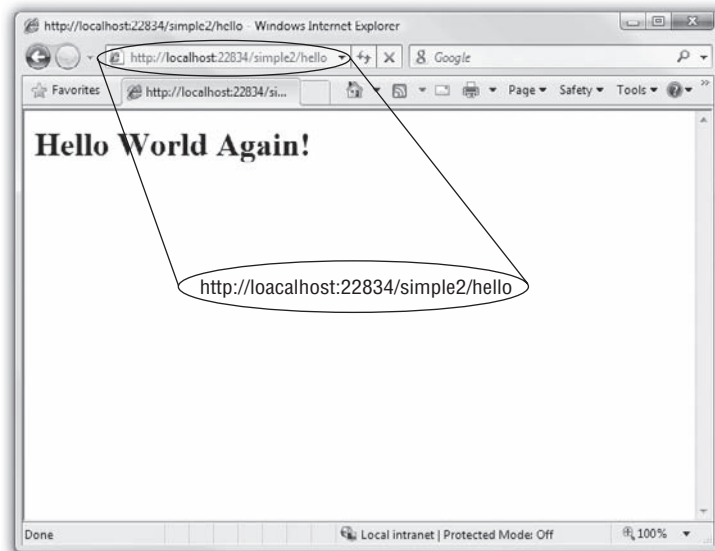 http://localhost:22834/simple2/hello - Windows Internet Explorer
http://localhost:22834/simple2/hello Google
Favorites http://localhost:22834/si... Page Safety Tools
Hello World Again!
http://loacalhost:22834/simple2/hello
Done Local intranet | Protected Mode: Off 100%